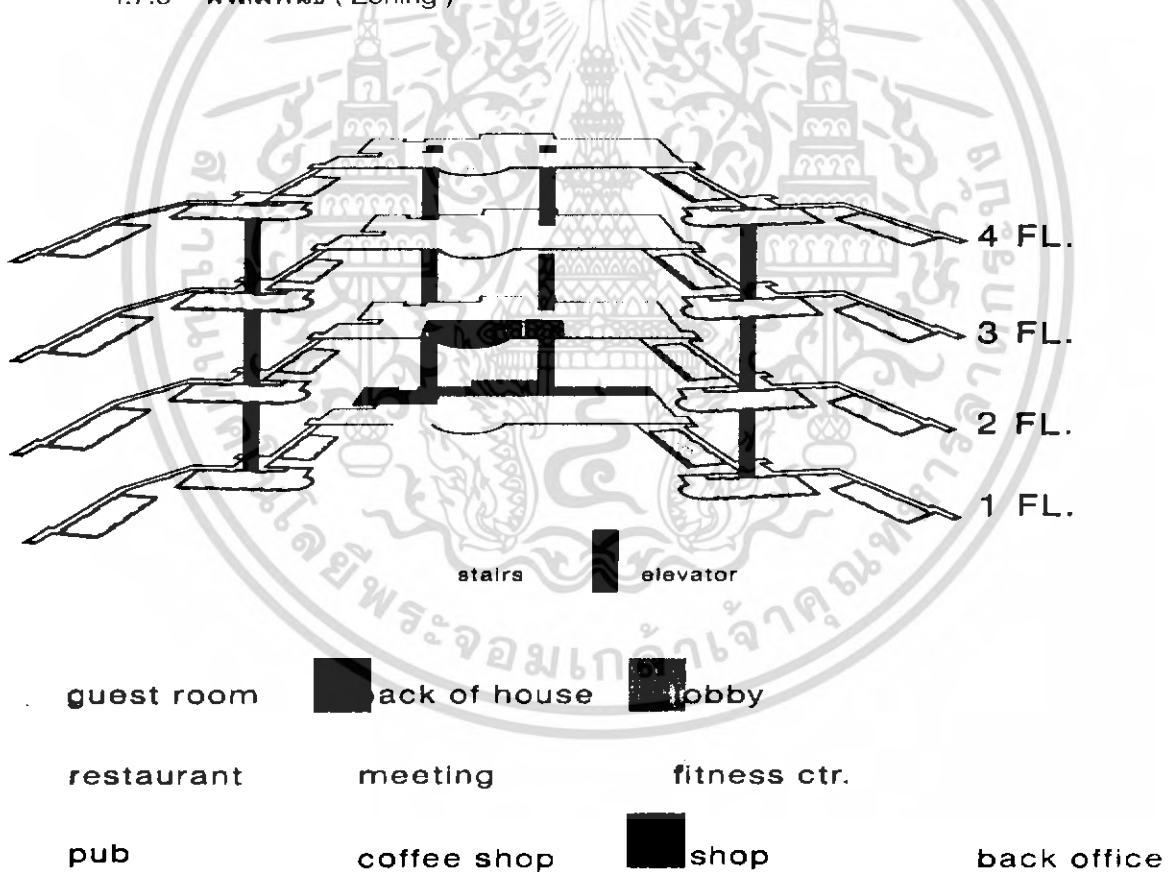 ( Zoning )
4 FL.
3 FL.
2 FL.
1 FL.
stairs elevator
guest room ack of house obby
restaurant meeting fitness ctr.
pub coffee shop shop back office